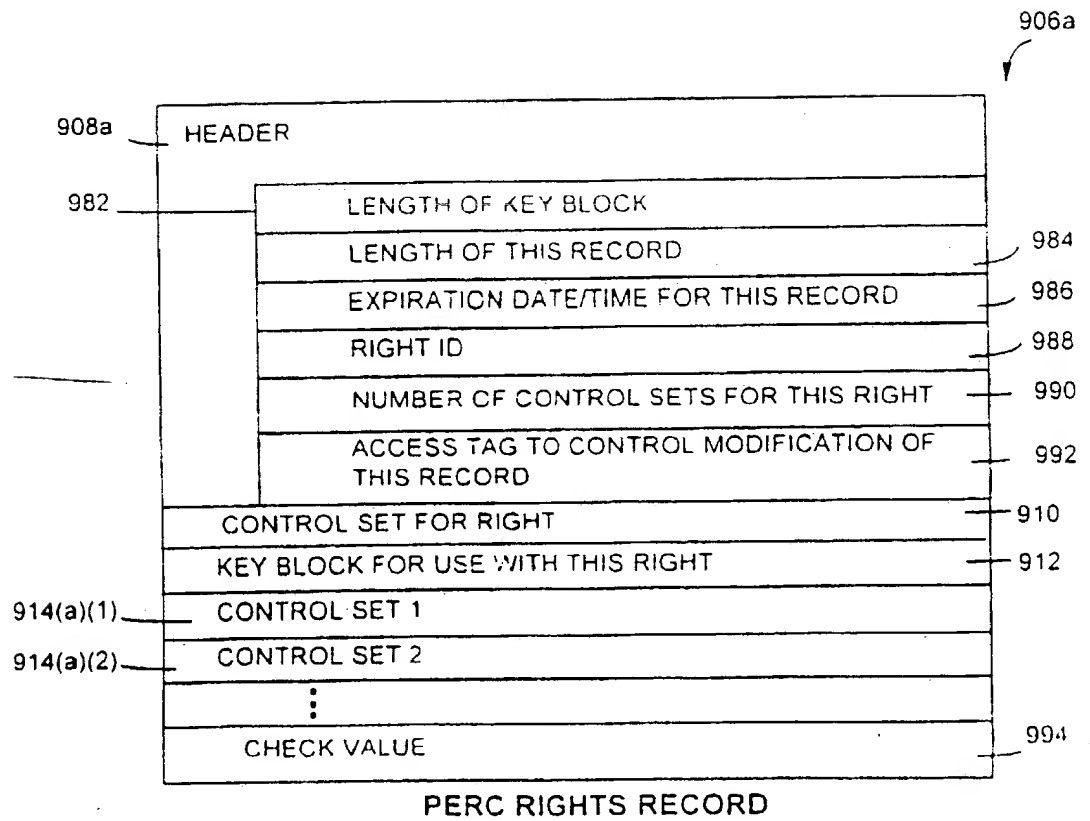 906a
908a
HEADER
982
LENGTH OF KEY BLOCK
LENGTH OF THIS RECORD
984
EXPIRATION DATE/TIME FOR THIS RECORD
986
RIGHT ID
988
NUMBER OF CONTROL SETS FOR THIS RIGHT
990
ACCESS TAG TO CONTROL MODIFICATION OF
THIS RECORD
992
CONTROL SET FOR RIGHT
910
KEY BLOCK FOR USE WITH THIS RIGHT
912
914(a)(1)
CONTROL SET 1
914(a)(2)
CONTROL SET 2
CHECK VALUE
994
PERC RIGHTS RECORD